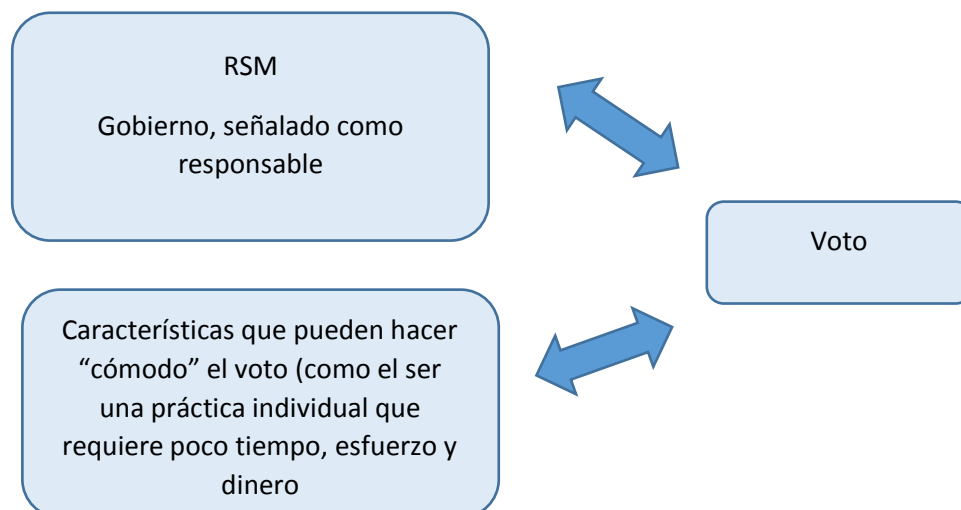 RSM
Gobierno, señalado como
responsable
Voto
Características que pueden hacer
“cómodo” el voto (como el ser
una práctica individual que
requiere poco tiempo, esfuerzo y
dinero